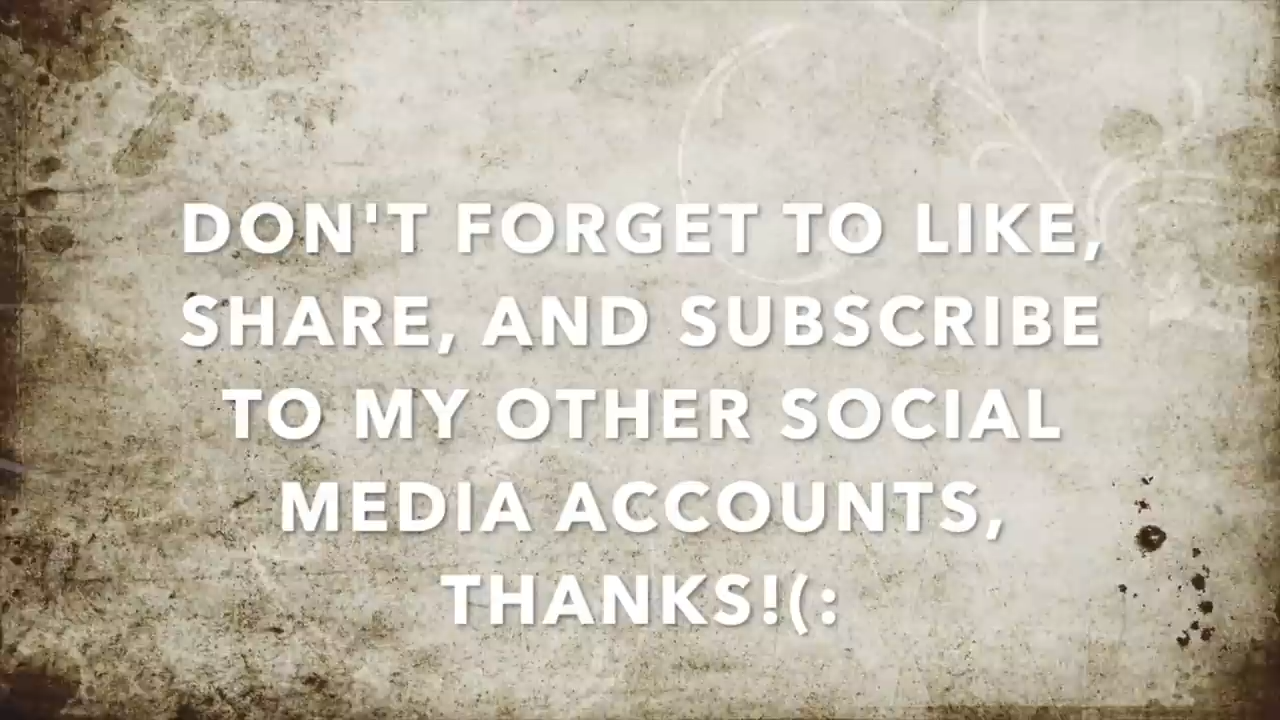 DON'T FORGET TO LIKE,
SHARE, AND SUBSCRIBE
TO MY OTHER SOCIAL
MEDIA ACCOUNTS,
THANKS!(: